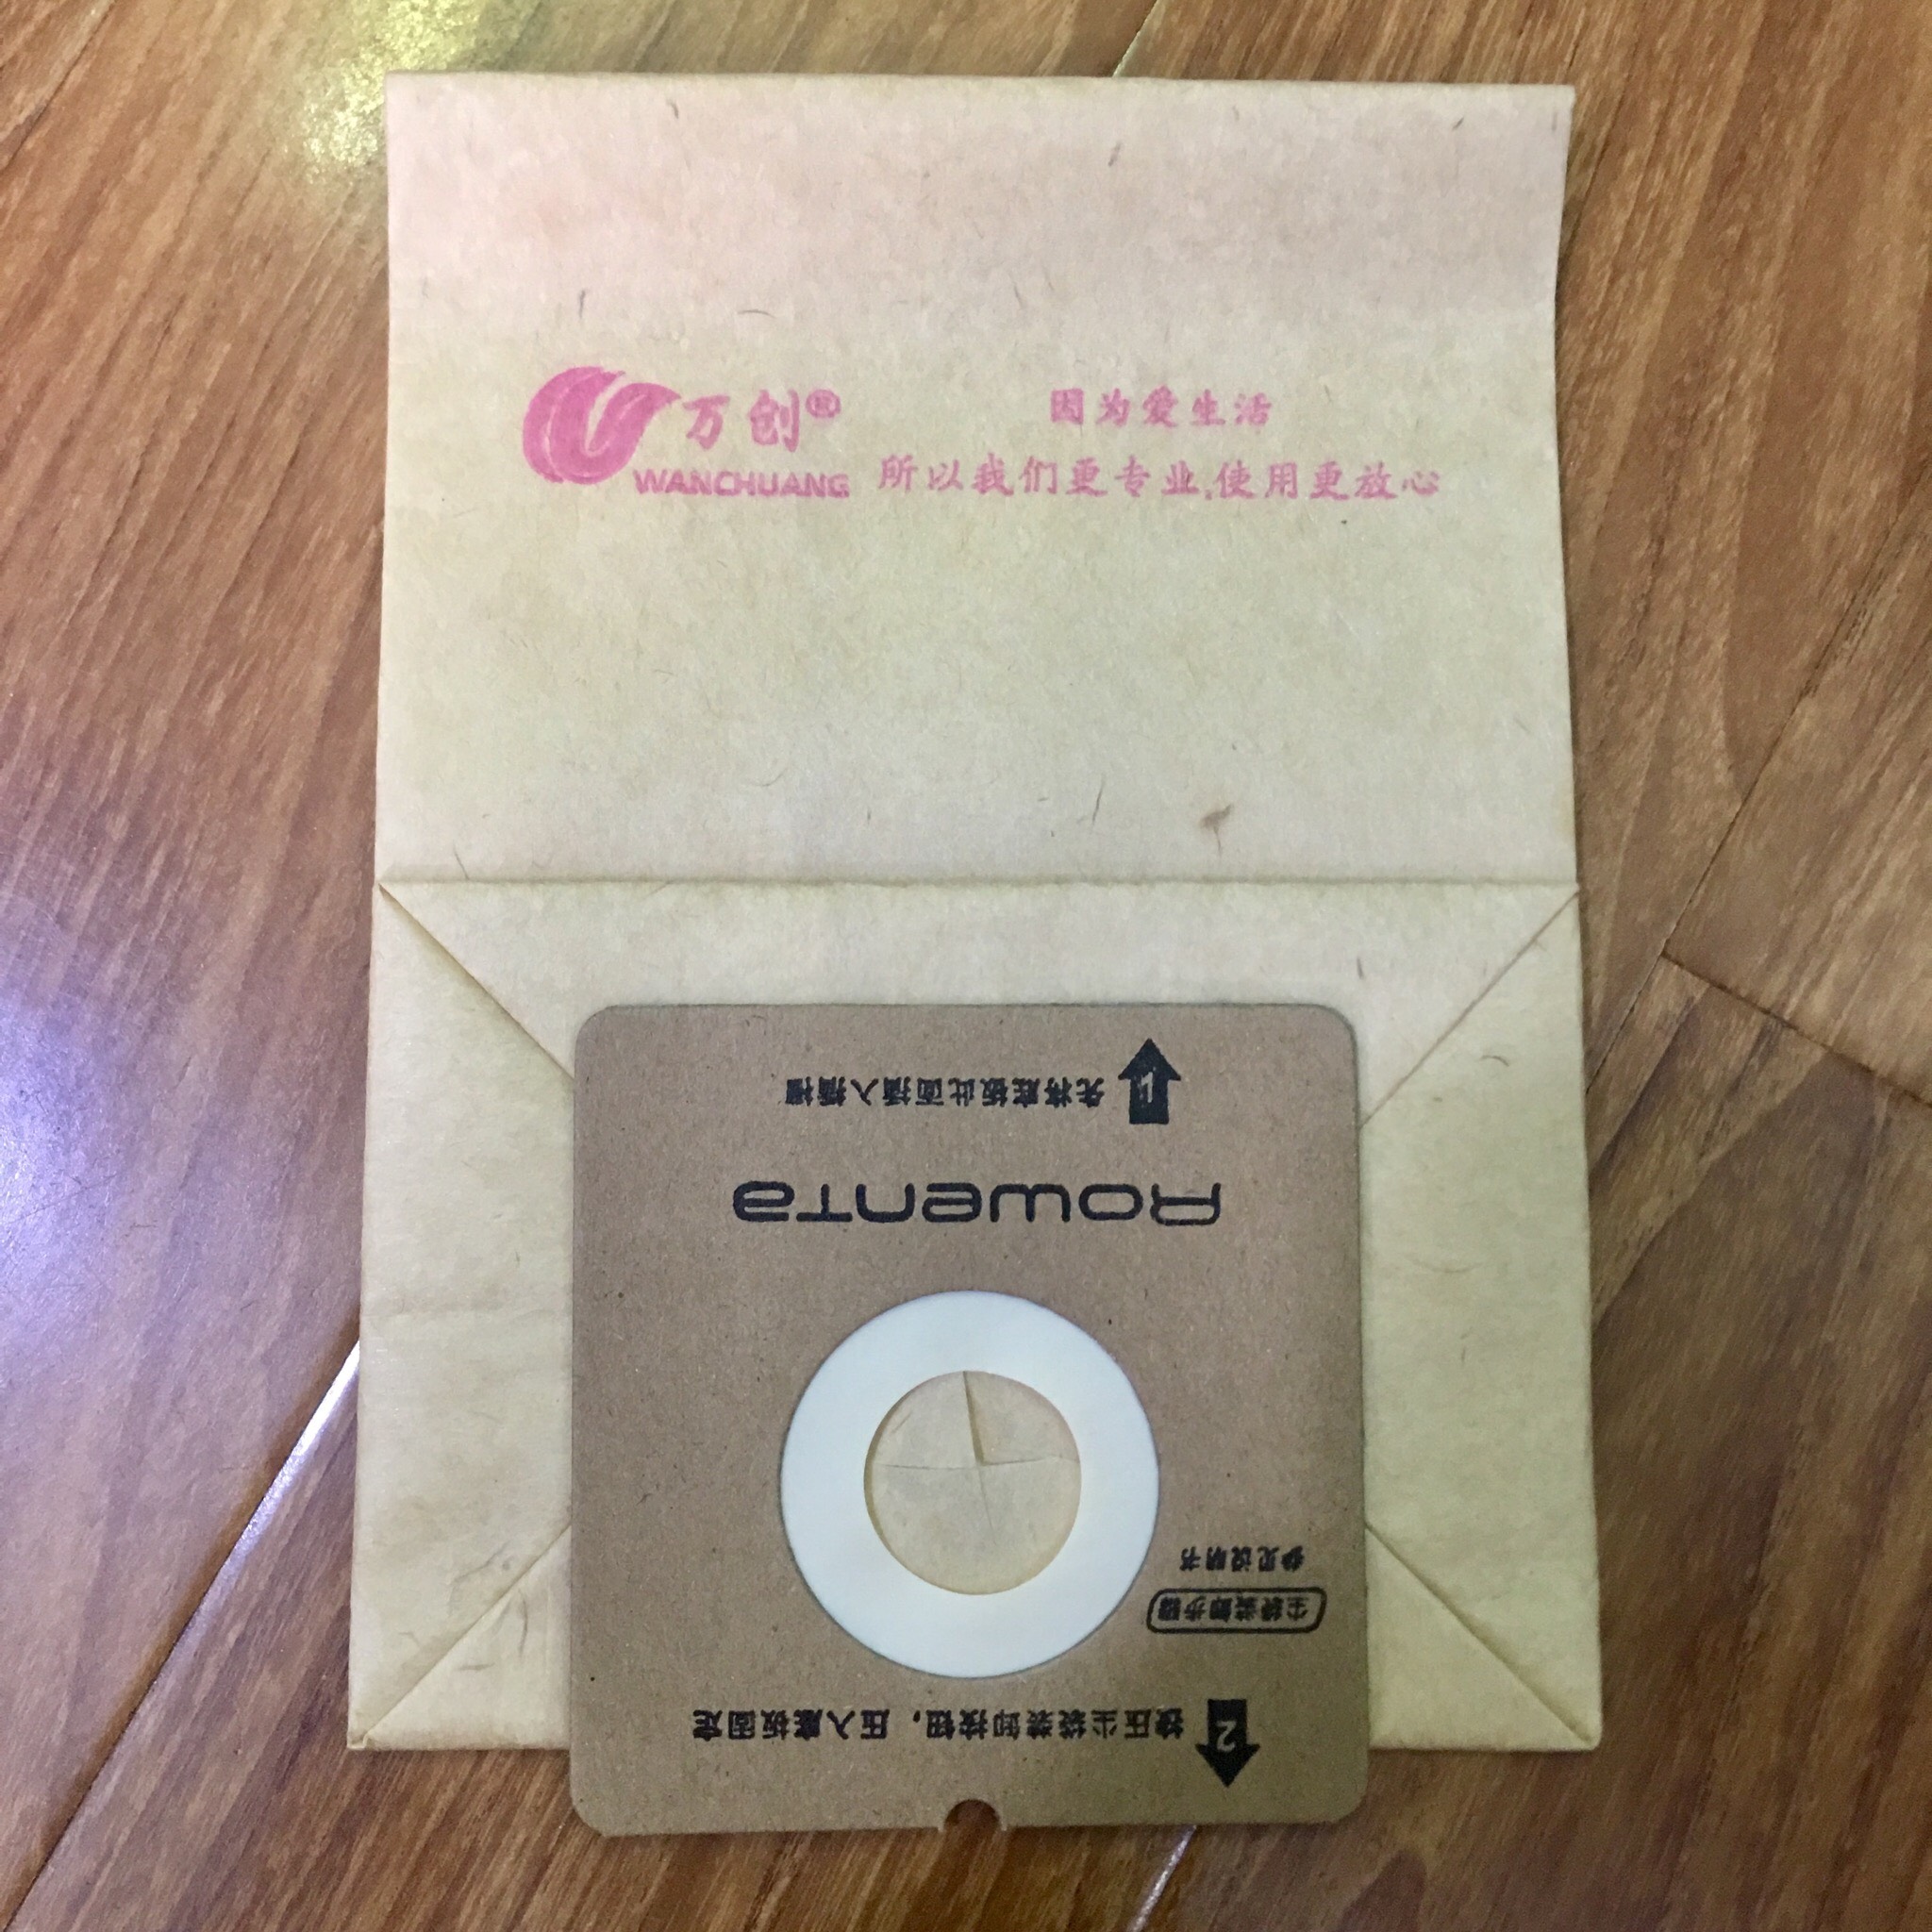 万创®
WANCHUANG
因为爱生活
所以我们更专业,使用更放心
2
按压尘袋装卸按钮，压入底板固定
尘袋装卸步骤
参见说明书
Rowenta
1
先将底板此面插入插槽